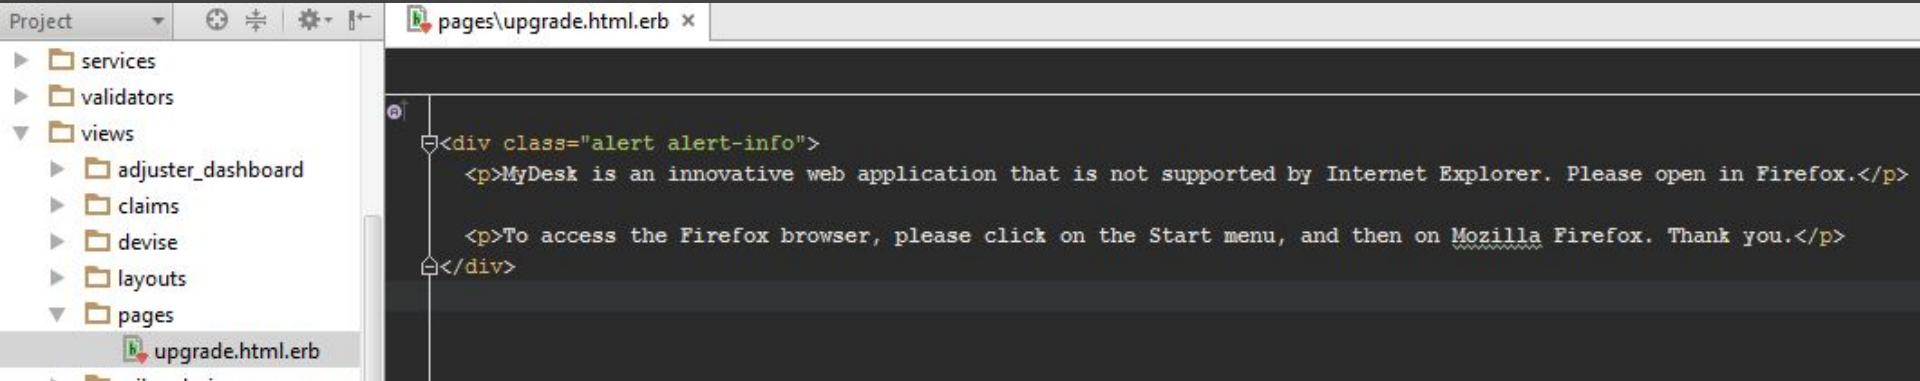 Project
pages\upgrade.html.erb
services
validators
views
adjuster_dashboard
claims
devise
layouts
pages
upgrade.html.erb
<div class="alert alert-info">
<p>MyDesk is an innovative web application that is not supported by Internet Explorer. Please open in Firefox.</p>
<p>To access the Firefox browser, please click on the Start menu, and then on Mozilla Firefox. Thank you.</p>
</div>